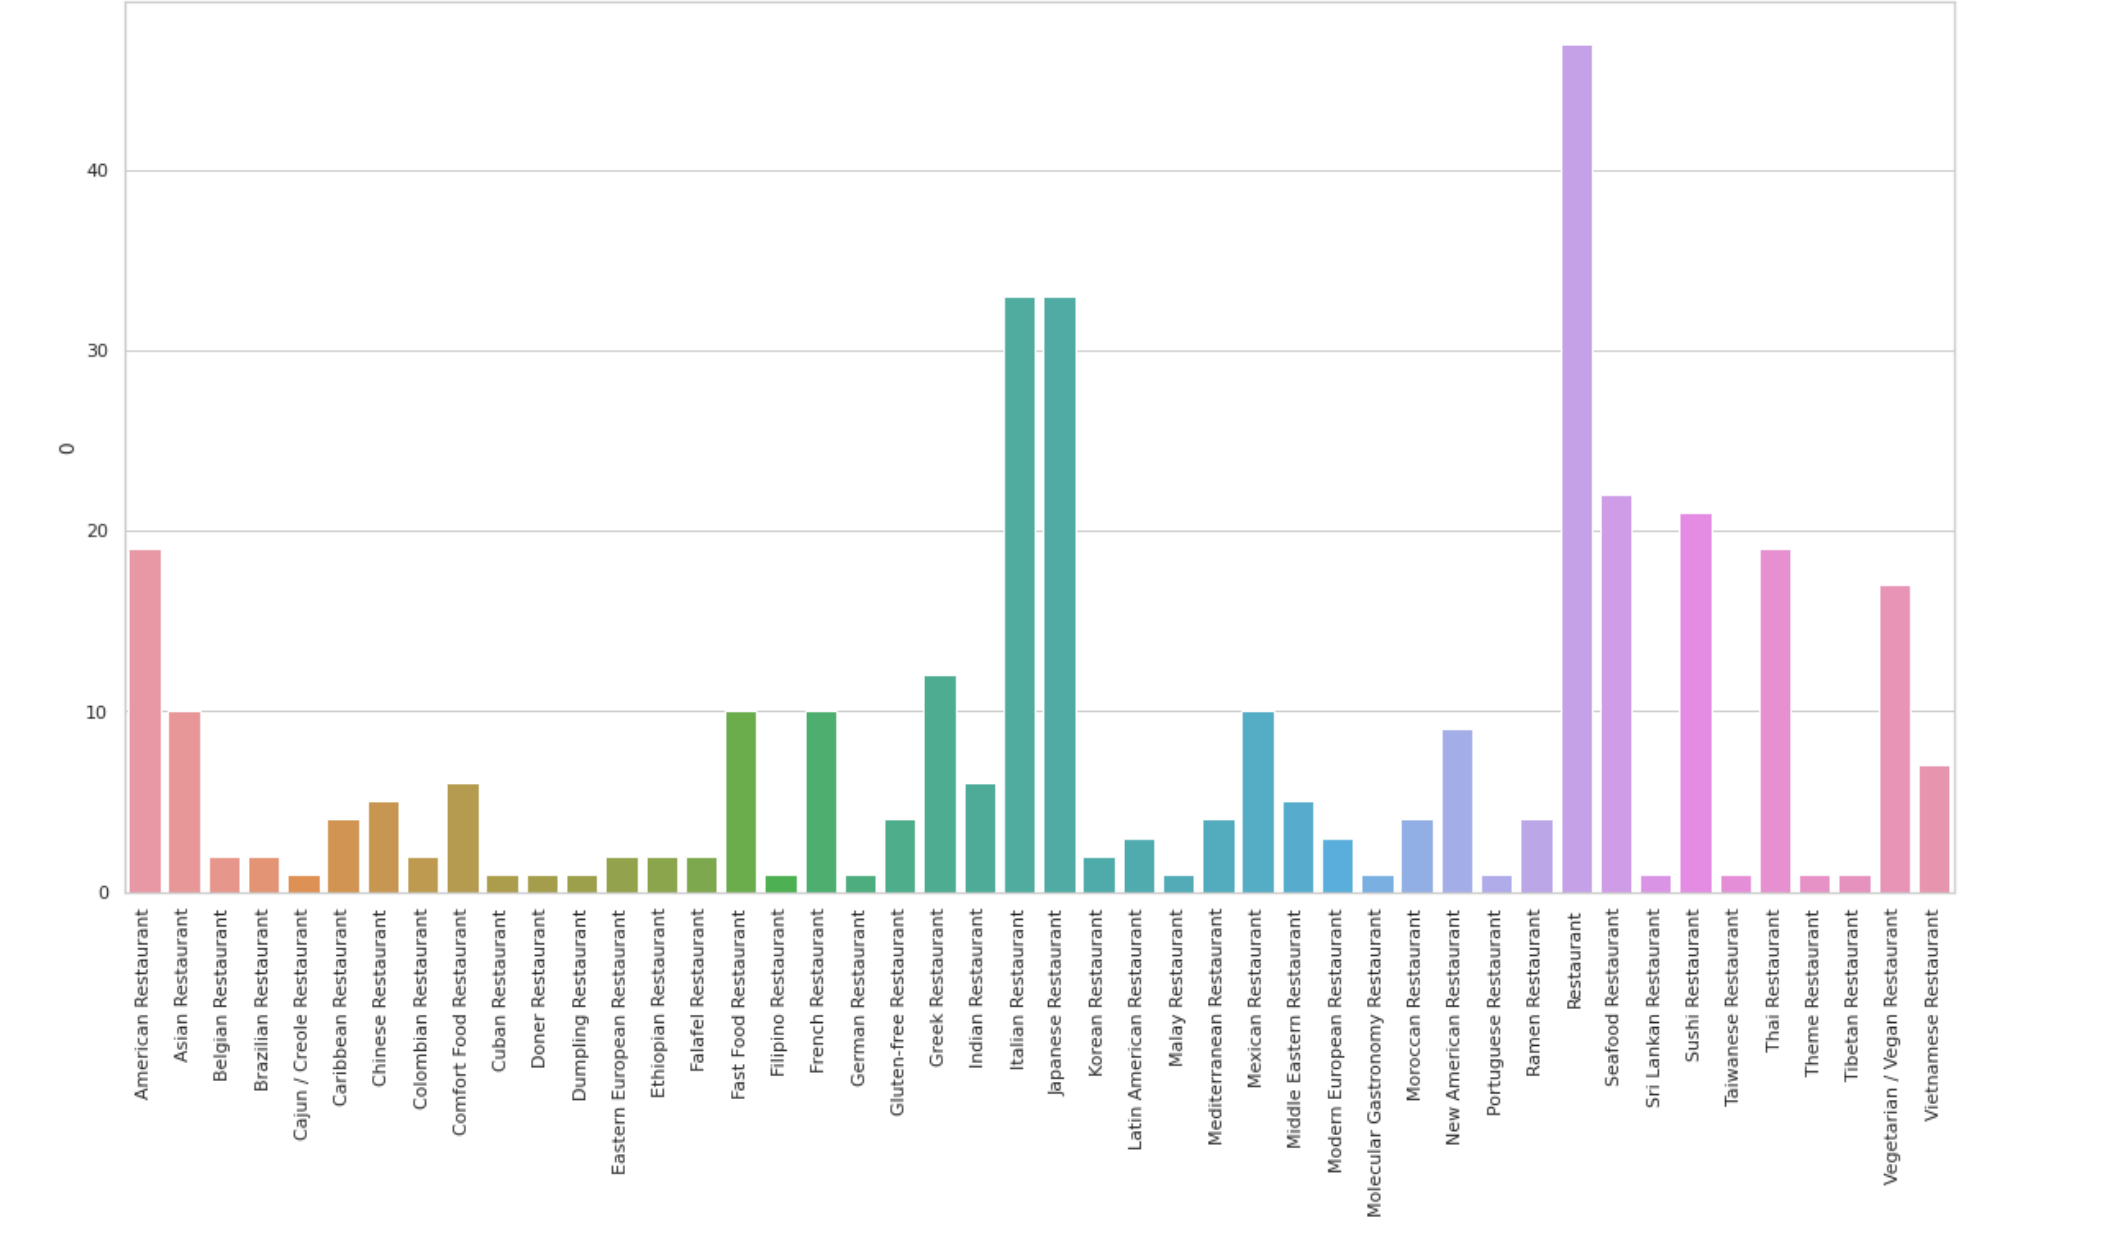 40
30
20
10
0
0
American Restaurant
Asian Restaurant
Belgian Restaurant
Brazilian Restaurant
Cajun / Creole Restaurant
Caribbean Restaurant
Chinese Restaurant
Colombian Restaurant
Comfort Food Restaurant
Cuban Restaurant
Doner Restaurant
Dumpling Restaurant
Eastern European Restaurant
Ethiopian Restaurant
Falafel Restaurant
Fast Food Restaurant
Filipino Restaurant
French Restaurant
German Restaurant
Gluten-free Restaurant
Greek Restaurant
Indian Restaurant
Italian Restaurant
Japanese Restaurant
Korean Restaurant
Latin American Restaurant
Malay Restaurant
Mediterranean Restaurant
Mexican Restaurant
Middle Eastern Restaurant
Modern European Restaurant
Molecular Gastronomy Restaurant
Moroccan Restaurant
New American Restaurant
Portuguese Restaurant
Ramen Restaurant
Restaurant
Seafood Restaurant
Sri Lankan Restaurant
Sushi Restaurant
Taiwanese Restaurant
Thai Restaurant
Theme Restaurant
Tibetan Restaurant
Vegetarian / Vegan Restaurant
Vietnamese Restaurant